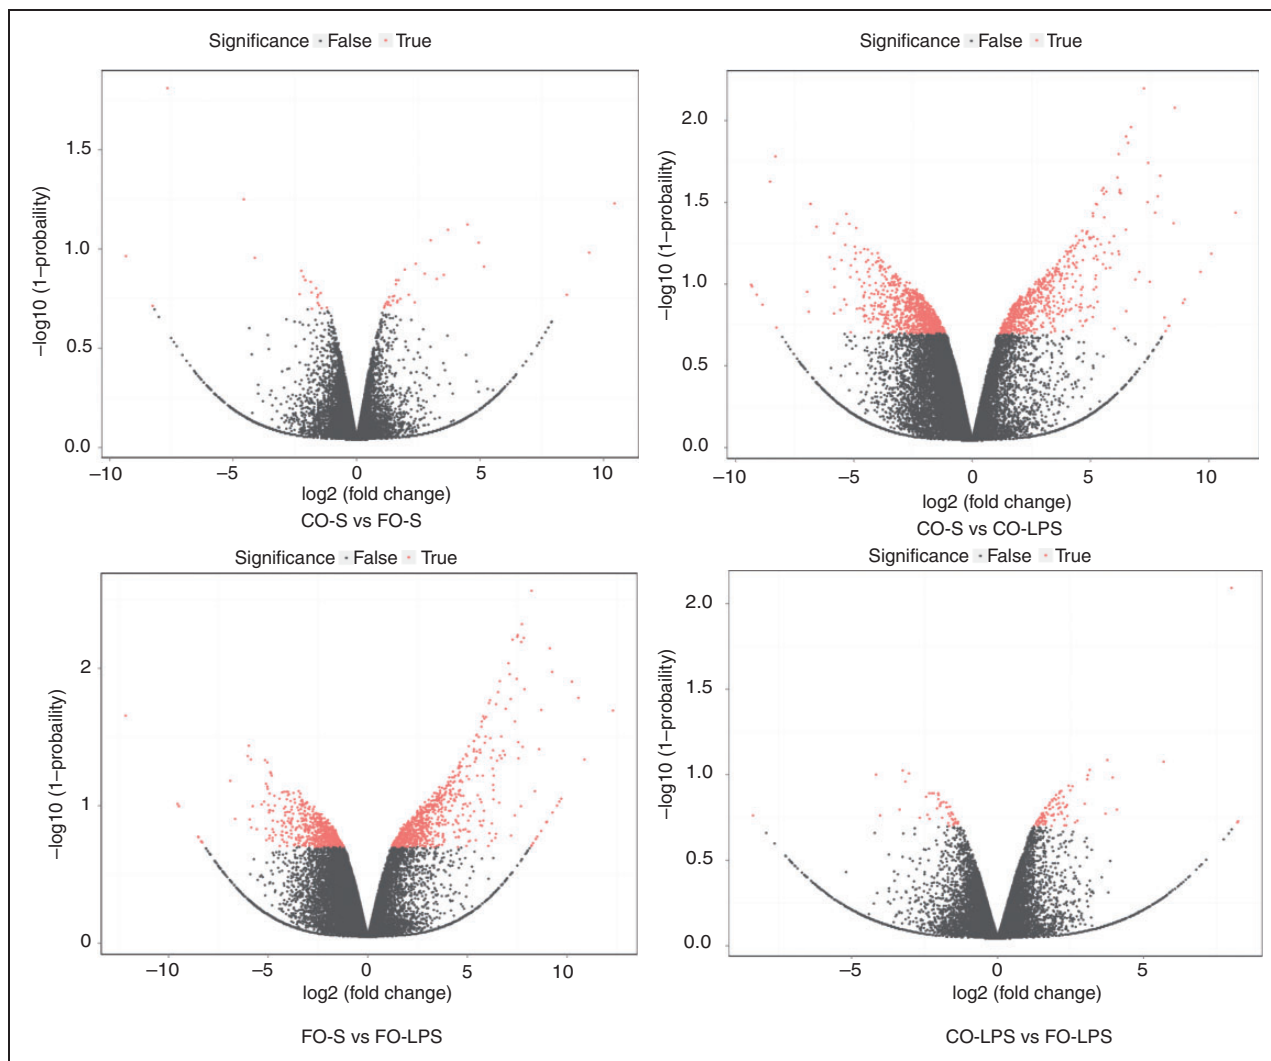 Significance False True
–log10 (1–probaility)
1.5
1.0
0.5
0.0
–10 –5 0 5 10
log2 (fold change)
CO-S vs FO-S
Significance False True
–log10 (1–probaility)
2.0
1.5
1.0
0.5
0.0
–10 –5 0 5 10
log2 (fold change)
CO-S vs CO-LPS
Significance False True
–log10 (1–probaility)
2
1
0
–10 –5 0 5 10
log2 (fold change)
FO-S vs FO-LPS
Significance False True
–log10 (1–probaility)
2.0
1.5
1.0
0.5
0.0
–5 0 5
log2 (fold change)
CO-LPS vs FO-LPS